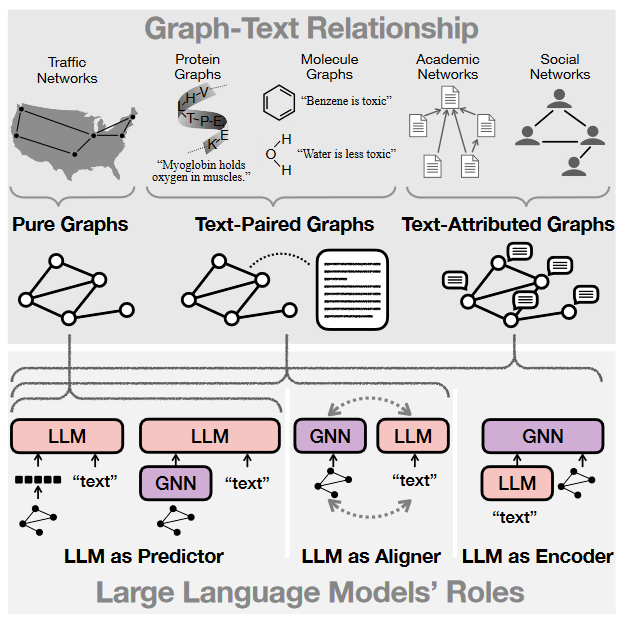 Graph-Text Relationship
Traffic
Networks
Protein
Graphs
Molecule
Graphs
Academic
Networks
Social
Networks
L H V
T P E
E
K
H
O
H
“Benzene is toxic”
“Water is less toxic”
“Myoglobin holds
oxygen in muscles.”
Pure Graphs
Text-Paired Graphs
Text-Attributed Graphs
LLM
“text”
LLM
GNN
“text”
GNN
LLM
“text”
GNN
LLM
“text”
LLM as Predictor
LLM as Aligner
LLM as Encoder
Large Language Models’ Roles